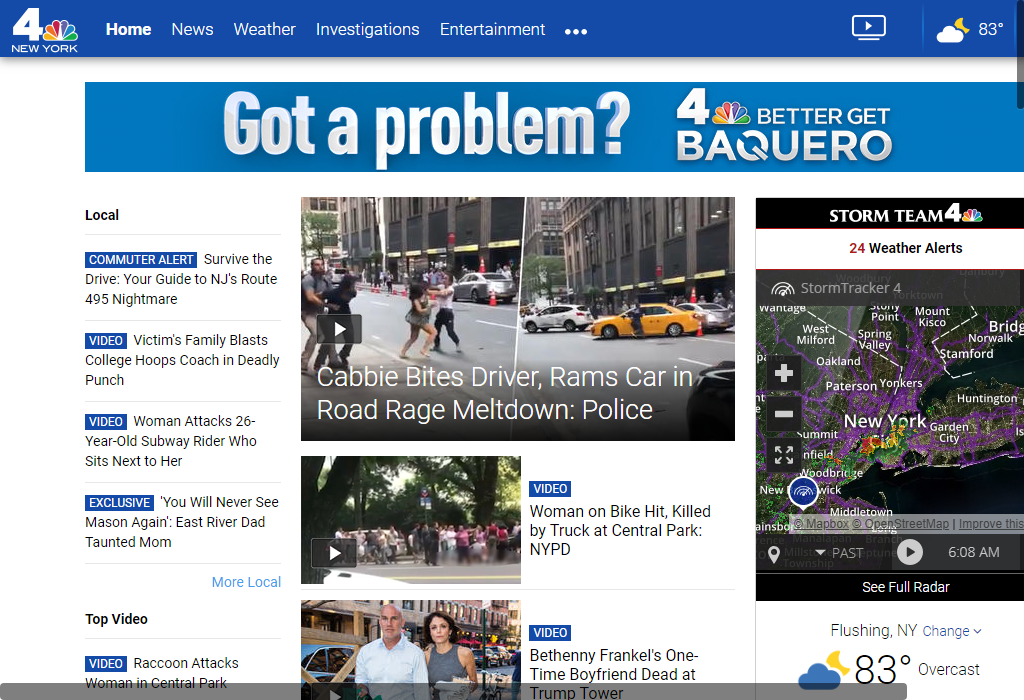 4
NEW YORK
Home
News
Weather
Investigations
Entertainment
83°
Got a problem?
4 BETTER GET
BAQUERO
Local
COMMUTER ALERT Survive the
Drive: Your Guide to NJ's Route
495 Nightmare
VIDEO Victim's Family Blasts
College Hoops Coach in Deadly
Punch
VIDEO Woman Attacks 26-
Year-Old Subway Rider Who
Sits Next to Her
EXCLUSIVE 'You Will Never See
Mason Again': East River Dad
Taunted Mom
More Local
Top Video
VIDEO Raccoon Attacks
Woman in Central Park
Cabbie Bites Driver, Rams Car in
Road Rage Meltdown: Police
VIDEO
Woman on Bike Hit, Killed
by Truck at Central Park:
NYPD
VIDEO
Bethenny Frankel's One-
Time Boyfriend Dead at
Trump Tower
STORM TEAM 4
24 Weather Alerts
Danbury
StormTracker 4
Yorktown
Wantage
Stony
Point
Mount
Kisco
Bridg
West
Milford
Spring
Valley
Norwalk
Stamford
Oakland
Paterson
Yonkers
Huntington
New York
Garden
City
Is
Summit
nfield
Woodbridge
New
wick
Middletown
ainsbo
© Mapbox © OpenStreetMap | Improve this
Manalapan
Branch
Millst
Neptune
Township
PAST
6:08 AM
See Full Radar
Flushing, NY Change
83° Overcast